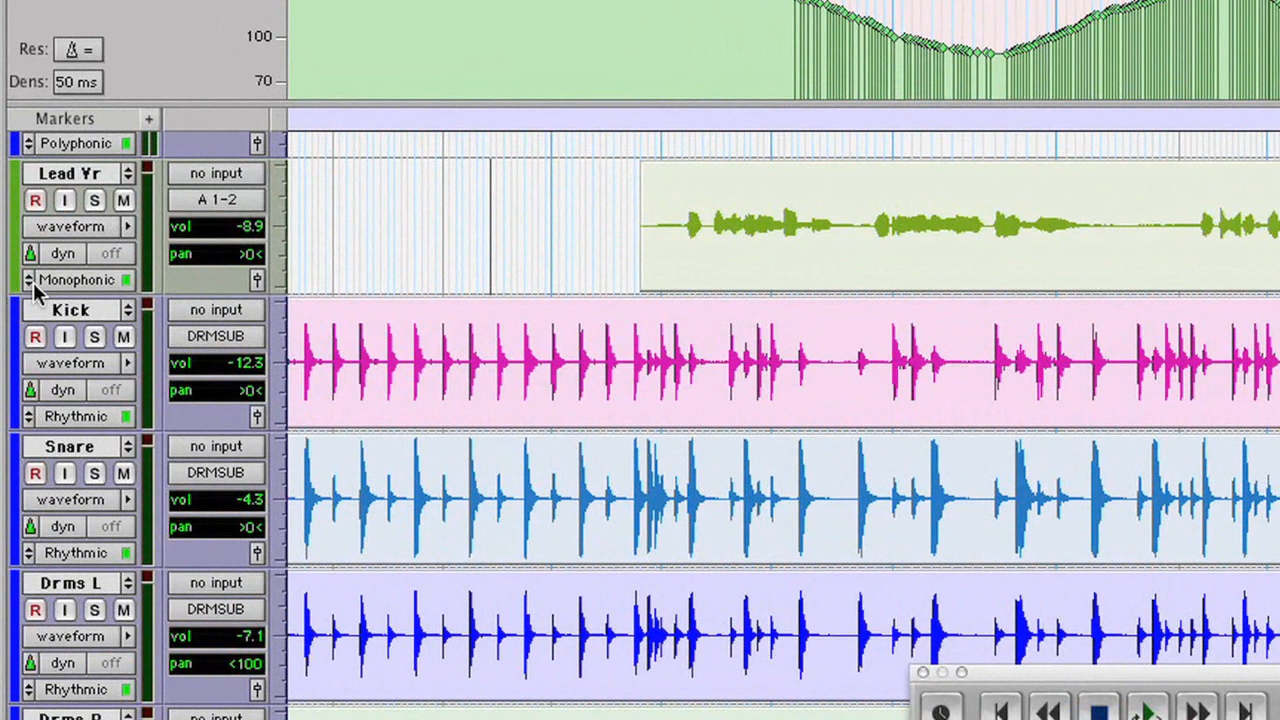 100
Res: =
70
Dens: 50 ms
Markers +
Polyphonic
Lead Vr no input
R I S M A 1-2
waveform vol -8.9
dyn off pan >0<
Monophonic
Kick no input
R I S M DRMSUB
waveform vol -12.3
dyn off pan >0<
Rhythmic
Snare no input
R I S M DRMSUB
waveform vol -4.3
dyn off pan >0<
Rhythmic
Drms L no input
R I S M DRMSUB
waveform vol -7.1
dyn off pan <100
Rhythmic
Drms R no input